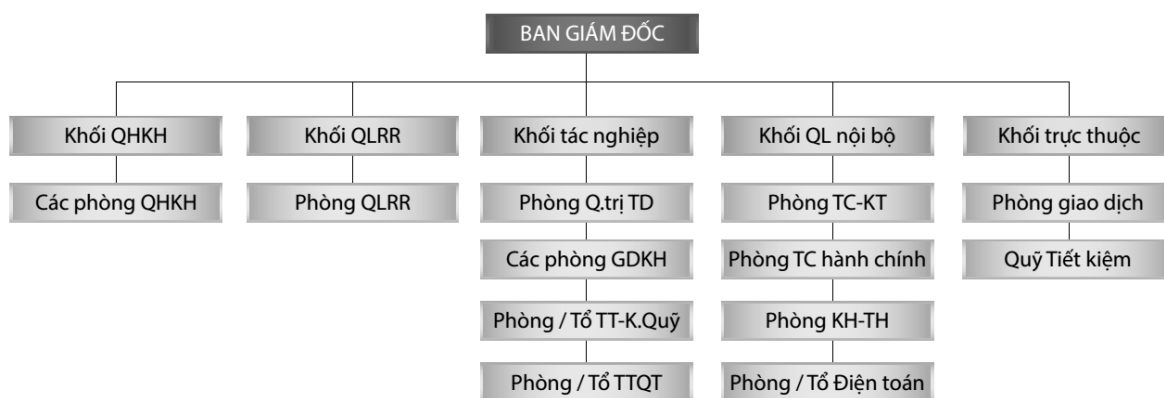 BAN GIÁM ĐỐC
Khối QHKH
Khối QLRR
Khối tác nghiệp
Khối QL nội bộ
Khối trực thuộc
Các phòng QHKH
Phòng QLRR
Phòng Q.trị TD
Phòng TC-KT
Phòng giao dịch
Các phòng GDKH
Phòng TC hành chính
Quỹ Tiết kiệm
Phòng / Tổ TT-K.Quỹ
Phòng KH-TH
Phòng / Tổ TTQT
Phòng / Tổ Điện toán